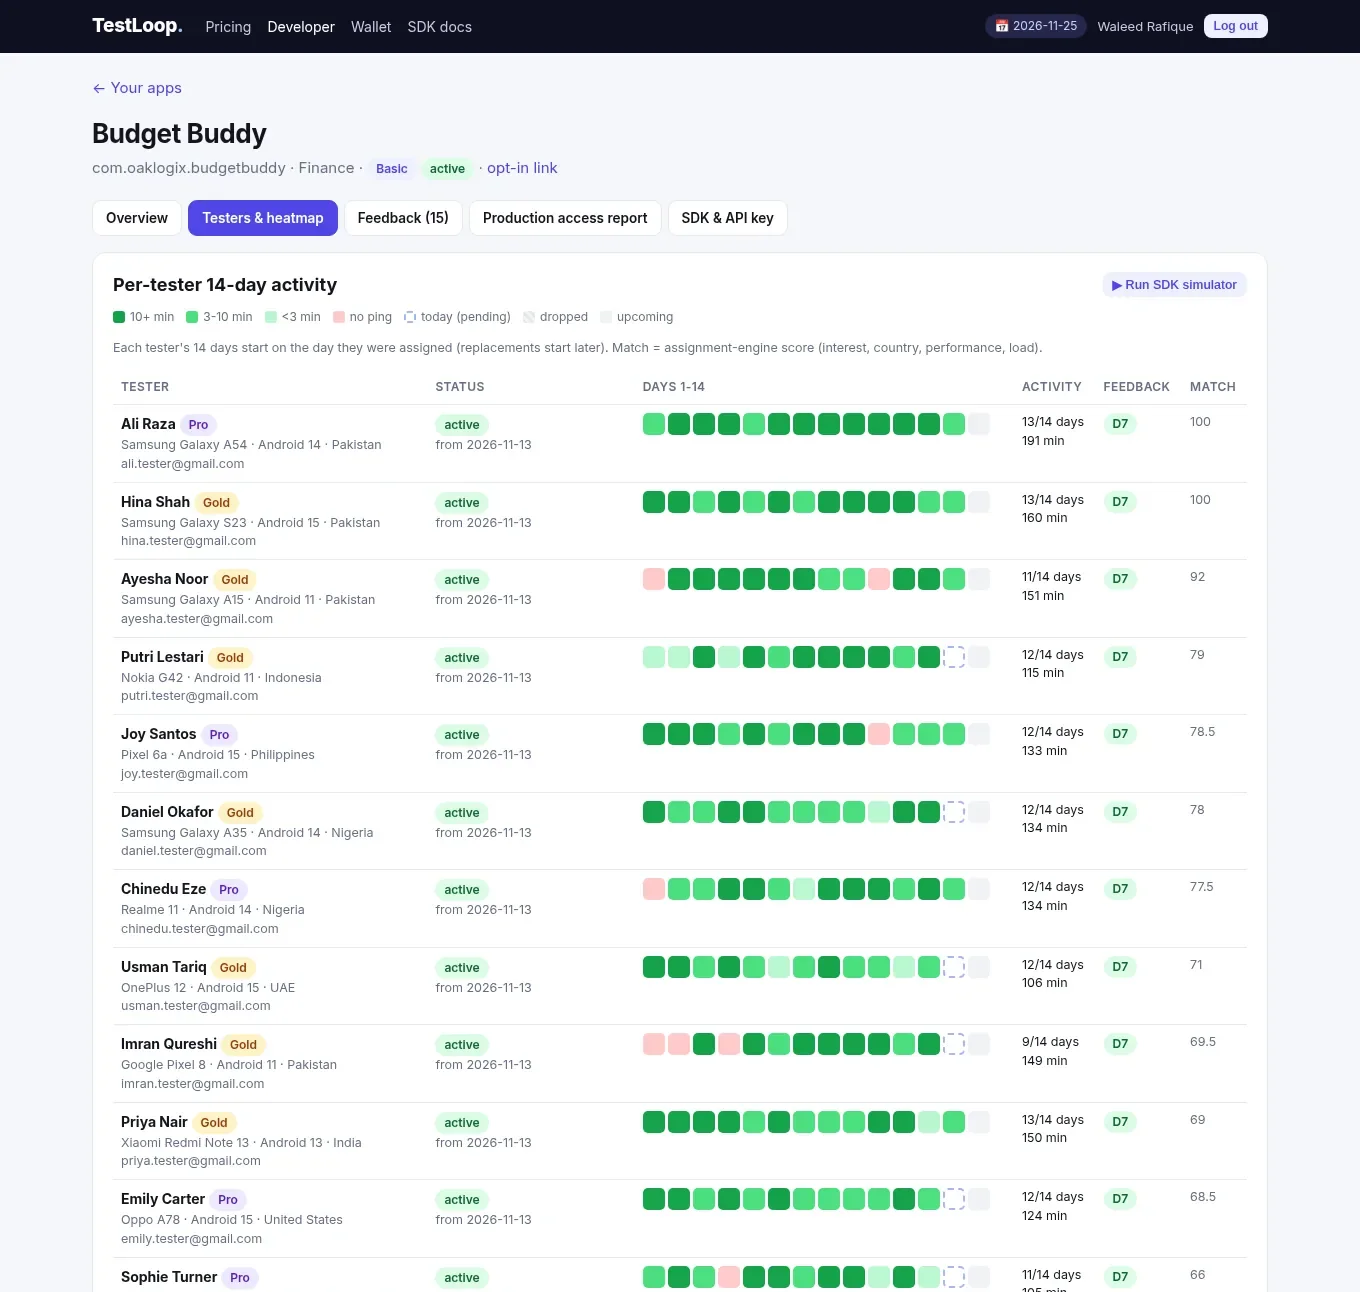 TestLoop.
Pricing
Developer
Wallet
SDK docs
📅 2026-11-25
Waleed Rafique
Log out
← Your apps
Budget Buddy
com.oaklogix.budgetbuddy · Finance · Basic active · opt-in link
Overview
Testers & heatmap
Feedback (15)
Production access report
SDK & API key
Per-tester 14-day activity
▶ Run SDK simulator
10+ min
3-10 min
<3 min
no ping
today (pending)
dropped
upcoming
Each tester's 14 days start on the day they were assigned (replacements start later). Match = assignment-engine score (interest, country, performance, load).
TESTER STATUS DAYS 1-14 ACTIVITY FEEDBACK MATCH
Ali Raza Pro active 13/14 days D7 100
Samsung Galaxy A54 · Android 14 · Pakistan from 2026-11-13 191 min
ali.tester@gmail.com
Hina Shah Gold active 13/14 days D7 100
Samsung Galaxy S23 · Android 15 · Pakistan from 2026-11-13 160 min
hina.tester@gmail.com
Ayesha Noor Gold active 11/14 days D7 92
Samsung Galaxy A15 · Android 11 · Pakistan from 2026-11-13 151 min
ayesha.tester@gmail.com
Putri Lestari Gold active 12/14 days D7 79
Nokia G42 · Android 11 · Indonesia from 2026-11-13 115 min
putri.tester@gmail.com
Joy Santos Pro active 12/14 days D7 78.5
Pixel 6a · Android 15 · Philippines from 2026-11-13 133 min
joy.tester@gmail.com
Daniel Okafor Gold active 12/14 days D7 78
Samsung Galaxy A35 · Android 14 · Nigeria from 2026-11-13 134 min
daniel.tester@gmail.com
Chinedu Eze Pro active 12/14 days D7 77.5
Realme 11 · Android 14 · Nigeria from 2026-11-13 134 min
chinedu.tester@gmail.com
Usman Tariq Gold active 12/14 days D7 71
OnePlus 12 · Android 15 · UAE from 2026-11-13 106 min
usman.tester@gmail.com
Imran Qureshi Gold active 9/14 days D7 69.5
Google Pixel 8 · Android 11 · Pakistan from 2026-11-13 149 min
imran.tester@gmail.com
Priya Nair Gold active 13/14 days D7 69
Xiaomi Redmi Note 13 · Android 13 · India from 2026-11-13 150 min
priya.tester@gmail.com
Emily Carter Pro active 12/14 days D7 68.5
Oppo A78 · Android 15 · United States from 2026-11-13 124 min
emily.tester@gmail.com
Sophie Turner Pro active 11/14 days D7 66